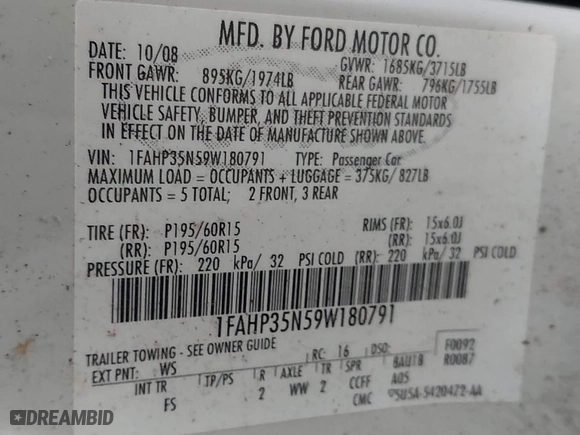 MFD. BY FORD MOTOR CO.
DATE: 10/08 GVWR: 1685KG/3715LB
FRONT GAWR: 895KG/1974LB REAR GAWR: 796KG/1755LB
THIS VEHICLE CONFORMS TO ALL APPLICABLE FEDERAL MOTOR
VEHICLE SAFETY, BUMPER, AND THEFT PREVENTION STANDARDS
IN EFFECT ON THE DATE OF MANUFACTURE SHOWN ABOVE.
VIN: 1FAHP35N59W180791 TYPE: Passenger Car
MAXIMUM LOAD = OCCUPANTS + LUGGAGE = 375KG/ 827LB
OCCUPANTS = 5 TOTAL; 2 FRONT, 3 REAR
TIRE (FR): P195/60R15 RIMS (FR): 15x6.0J
(RR): P195/60R15 (RR): 15x6.0J
PRESSURE (FR): 220 kPa/ 32 PSI COLD (RR): 220 kPa/ 32 PSI COLD
1FAHP35N59W180791
TRAILER TOWING - SEE OWNER GUIDE
RC: 16 DSO: F0092
EXT PNT: WS BAU1B R0087
INT TR TP/PS R AXLE TR SPR A0S
FS 2 WW 2 CCFF
CMC 9SU5A-5420472-AA
DREAMBID